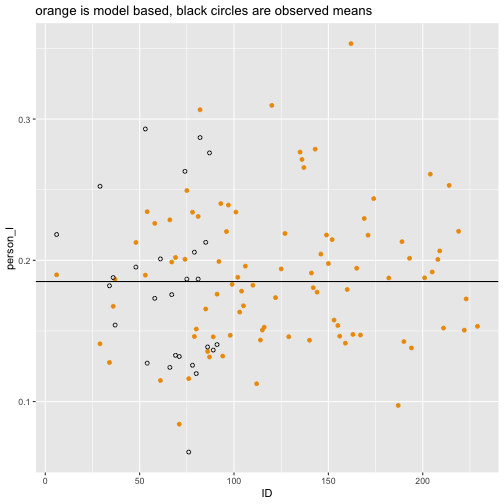 orange is model based, black circles are observed means
person_I
0.3
0.2
0.1
0
50
100
150
200
ID